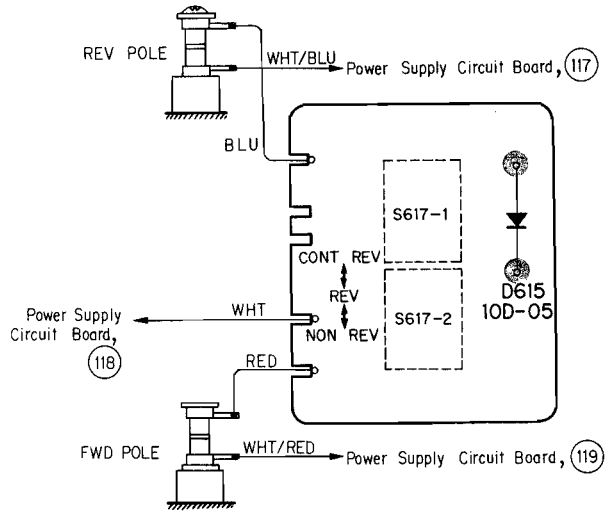 REV POLE
WHT/BLU
Power Supply Circuit Board, 117
BLU
S617-1
CONT REV
REV
NON REV
S617-2
D615
10D-05
WHT
Power Supply
Circuit Board,
118
RED
FWD POLE
WHT/RED
Power Supply Circuit Board, 119